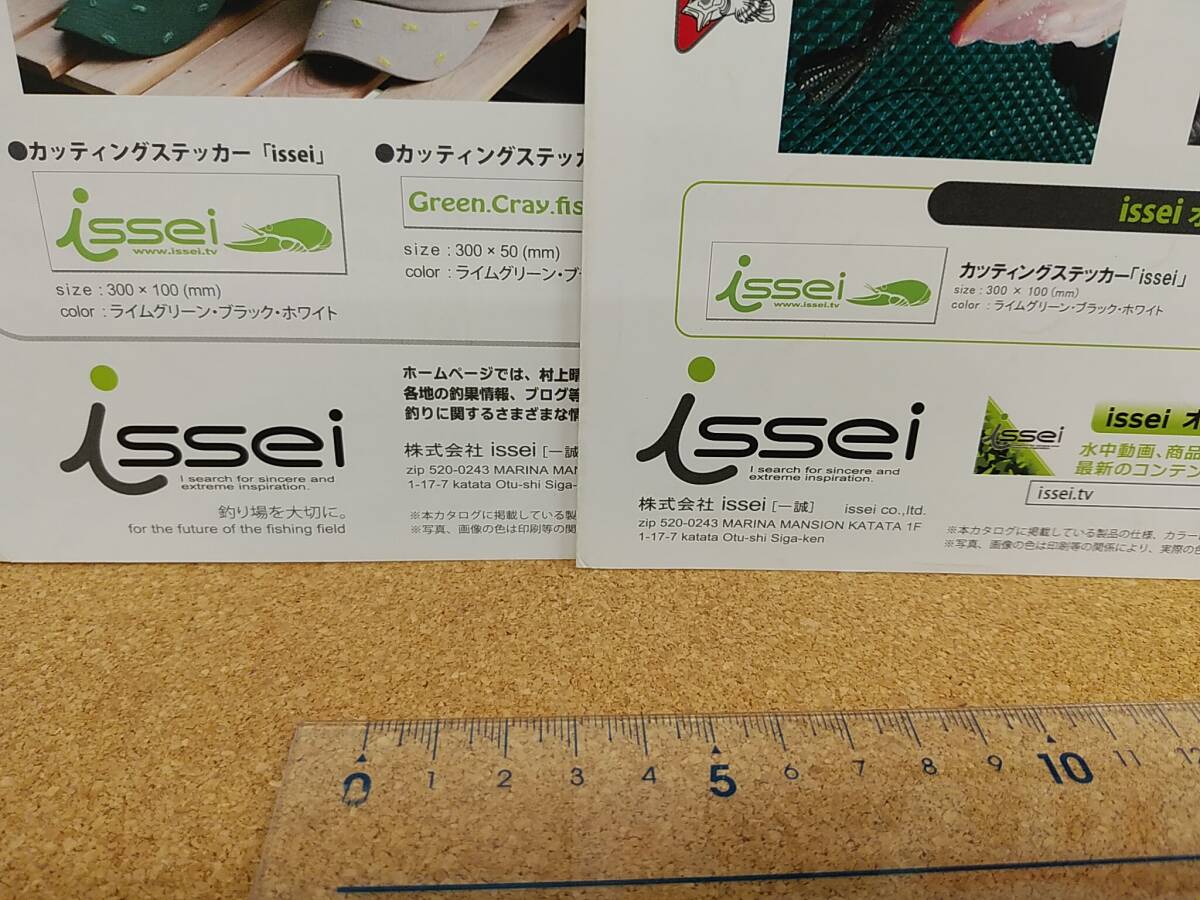 ●カッティングステッカー「issei」
issei
www.issei.tv
size : 300 × 100 (mm)
color : ライムグリーン・ブラック・ホワイト
●カッティングステッカ
Green.Cray.fis
size : 300 × 50 (mm)
color : ライムグリーン・ブ
issei
I search for sincere and
extreme inspiration.
釣り場を大切に。
for the future of the fishing field
ホームページでは、村上晴
各地の釣果情報、ブログ等
釣りに関するさまざまな情
株式会社 issei [一誠
zip 520-0243 MARINA MAN
1-17-7 katata Otu-shi Siga-
※本カタログに掲載している製
※写真、画像の色は印刷等の関
issei
issei
www.issei.tv
カッティングステッカー「issei」
size : 300 × 100 (mm)
color : ライムグリーン・ブラック・ホワイト
issei
I search for sincere and
extreme inspiration.
株式会社 issei [一誠] issei co.,ltd.
zip 520-0243 MARINA MANSION KATATA 1F
1-17-7 katata Otu-shi Siga-ken
issei
issei オ
水中動画、商品
最新のコンテン
issei.tv
※本カタログに掲載している製品の仕様、カラー
※写真、画像の色は印刷等の関係により、実際の色
0 1 2 3 4 5 6 7 8 9 10 11 12